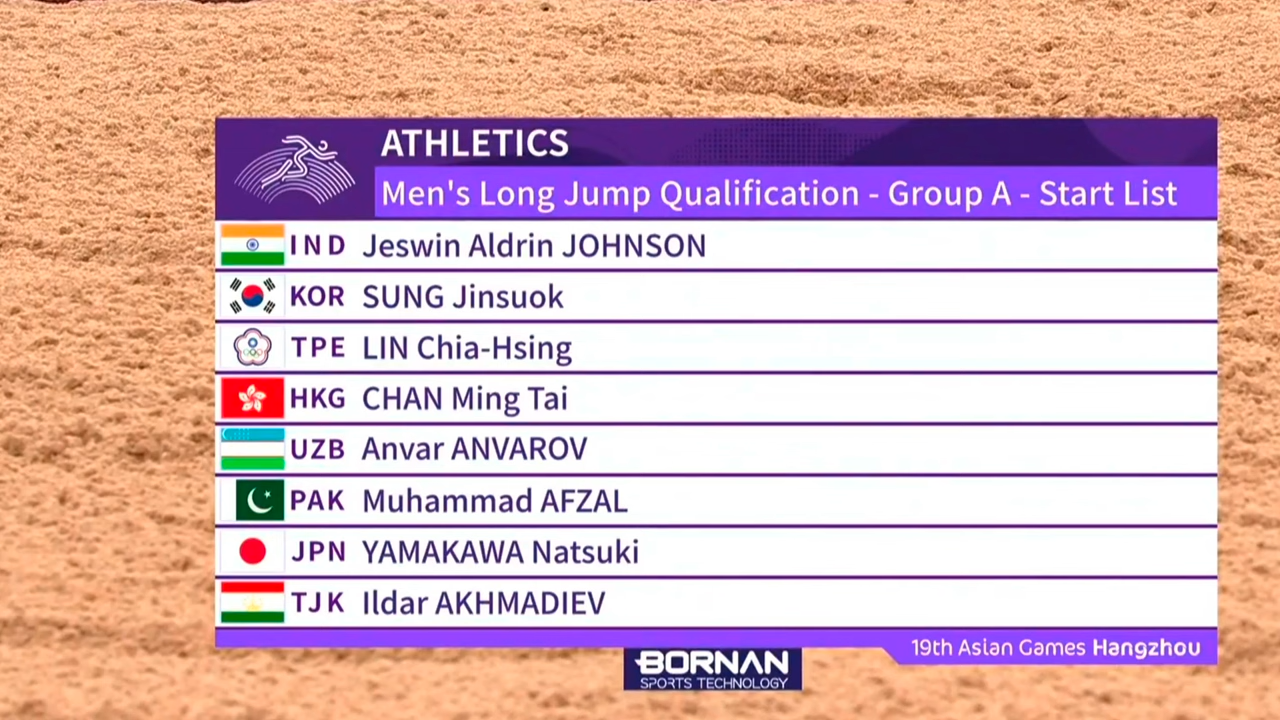 ATHLETICS
Men's Long Jump Qualification - Group A - Start List
IND Jeswin Aldrin JOHNSON
KOR SUNG Jinsuok
TPE LIN Chia-Hsing
HKG CHAN Ming Tai
UZB Anvar ANVAROV
PAK Muhammad AFZAL
JPN YAMAKAWA Natsuki
TJK Ildar AKHMADIEV
19th Asian Games Hangzhou
BORNAN
SPORTS TECHNOLOGY